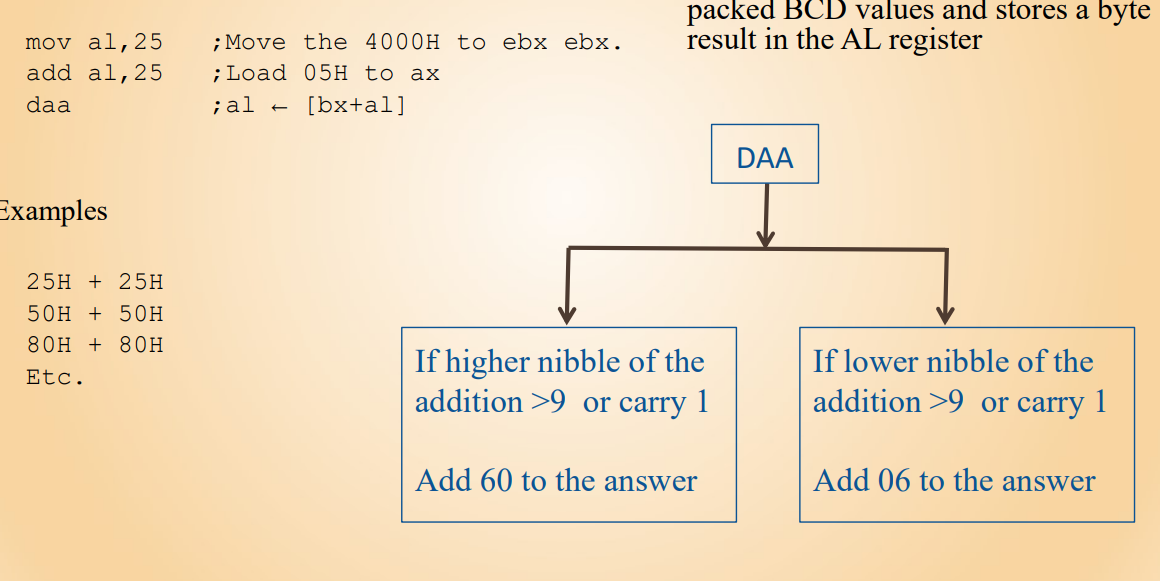 packed BCD values and stores a byte
result in the AL register
mov al,25 ;Move the 4000H to ebx ebx.
add al,25 ;Load 05H to ax
daa ;al ← [bx+al]
DAA
Examples
25H + 25H
50H + 50H
80H + 80H
Etc.
If higher nibble of the
addition >9 or carry 1
Add 60 to the answer
If lower nibble of the
addition >9 or carry 1
Add 06 to the answer